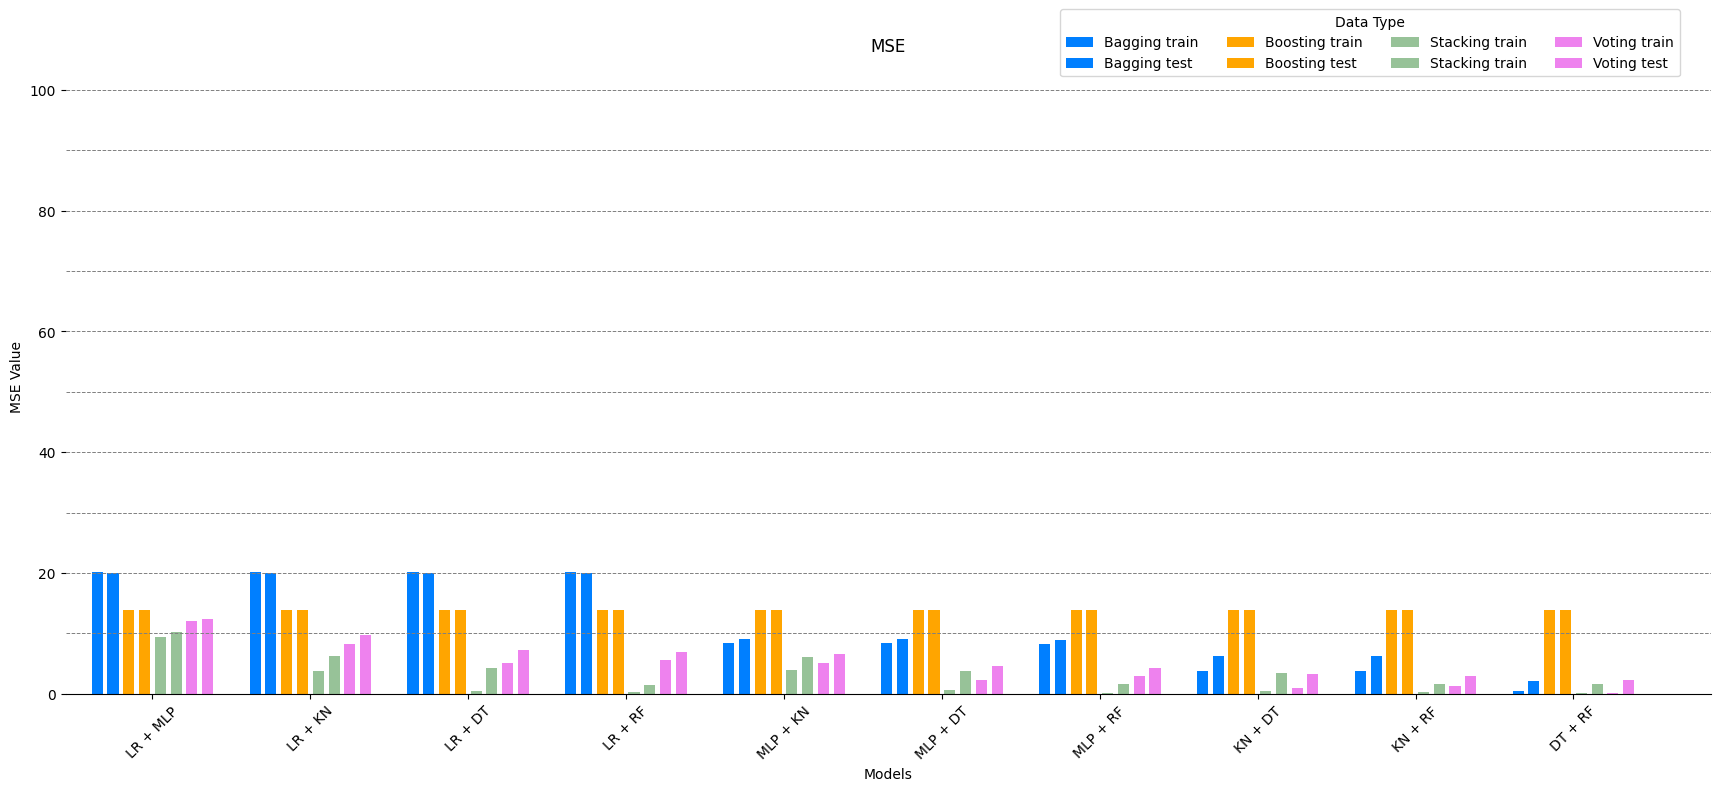 MSE
Data Type
Bagging train
Boosting train
Stacking train
Voting train
Bagging test
Boosting test
Stacking train
Voting test
100
80
60
40
20
0
MSE Value
LR + MLP
LR + KN
LR + DT
LR + RF
MLP + KN
MLP + DT
MLP + RF
KN + DT
KN + RF
DT + RF
Models